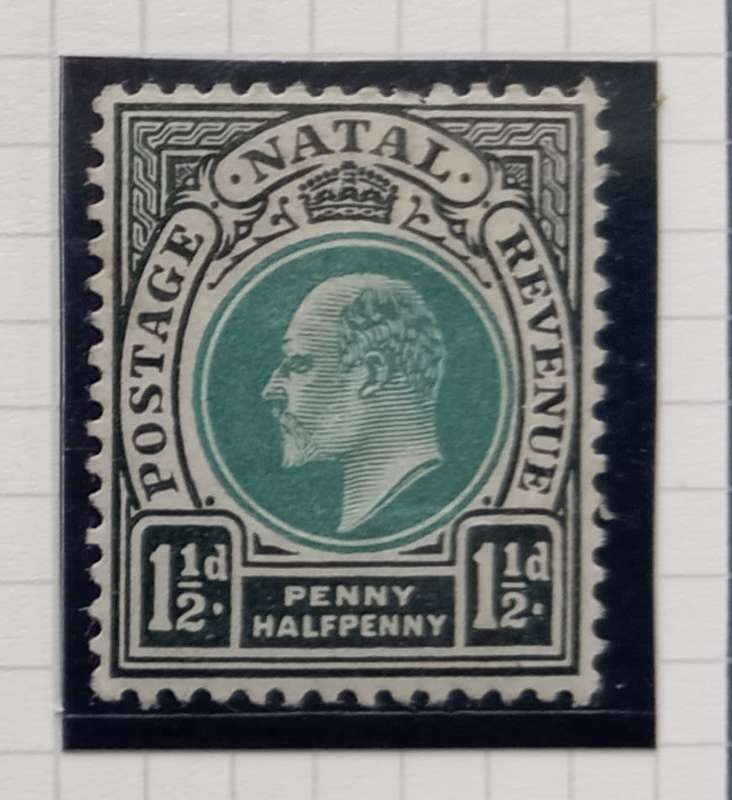 NATAL
POSTAGE
REVENUE
1½d.
PENNY
HALFPENNY
1½d.